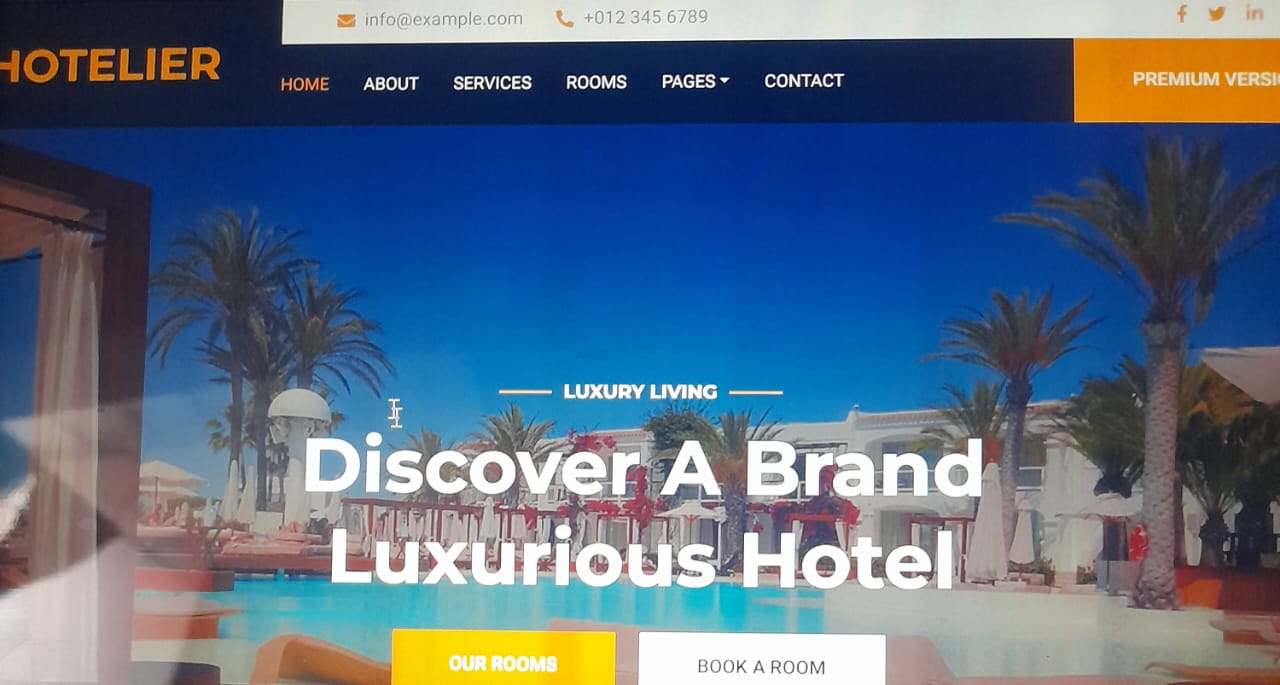 info@example.com +012 345 6789
HOTELIER
HOME ABOUT SERVICES ROOMS PAGES CONTACT PREMIUM
LUXURY LIVING
Discover A Brand
Luxurious Hotel
OUR ROOMS BOOK A ROOM